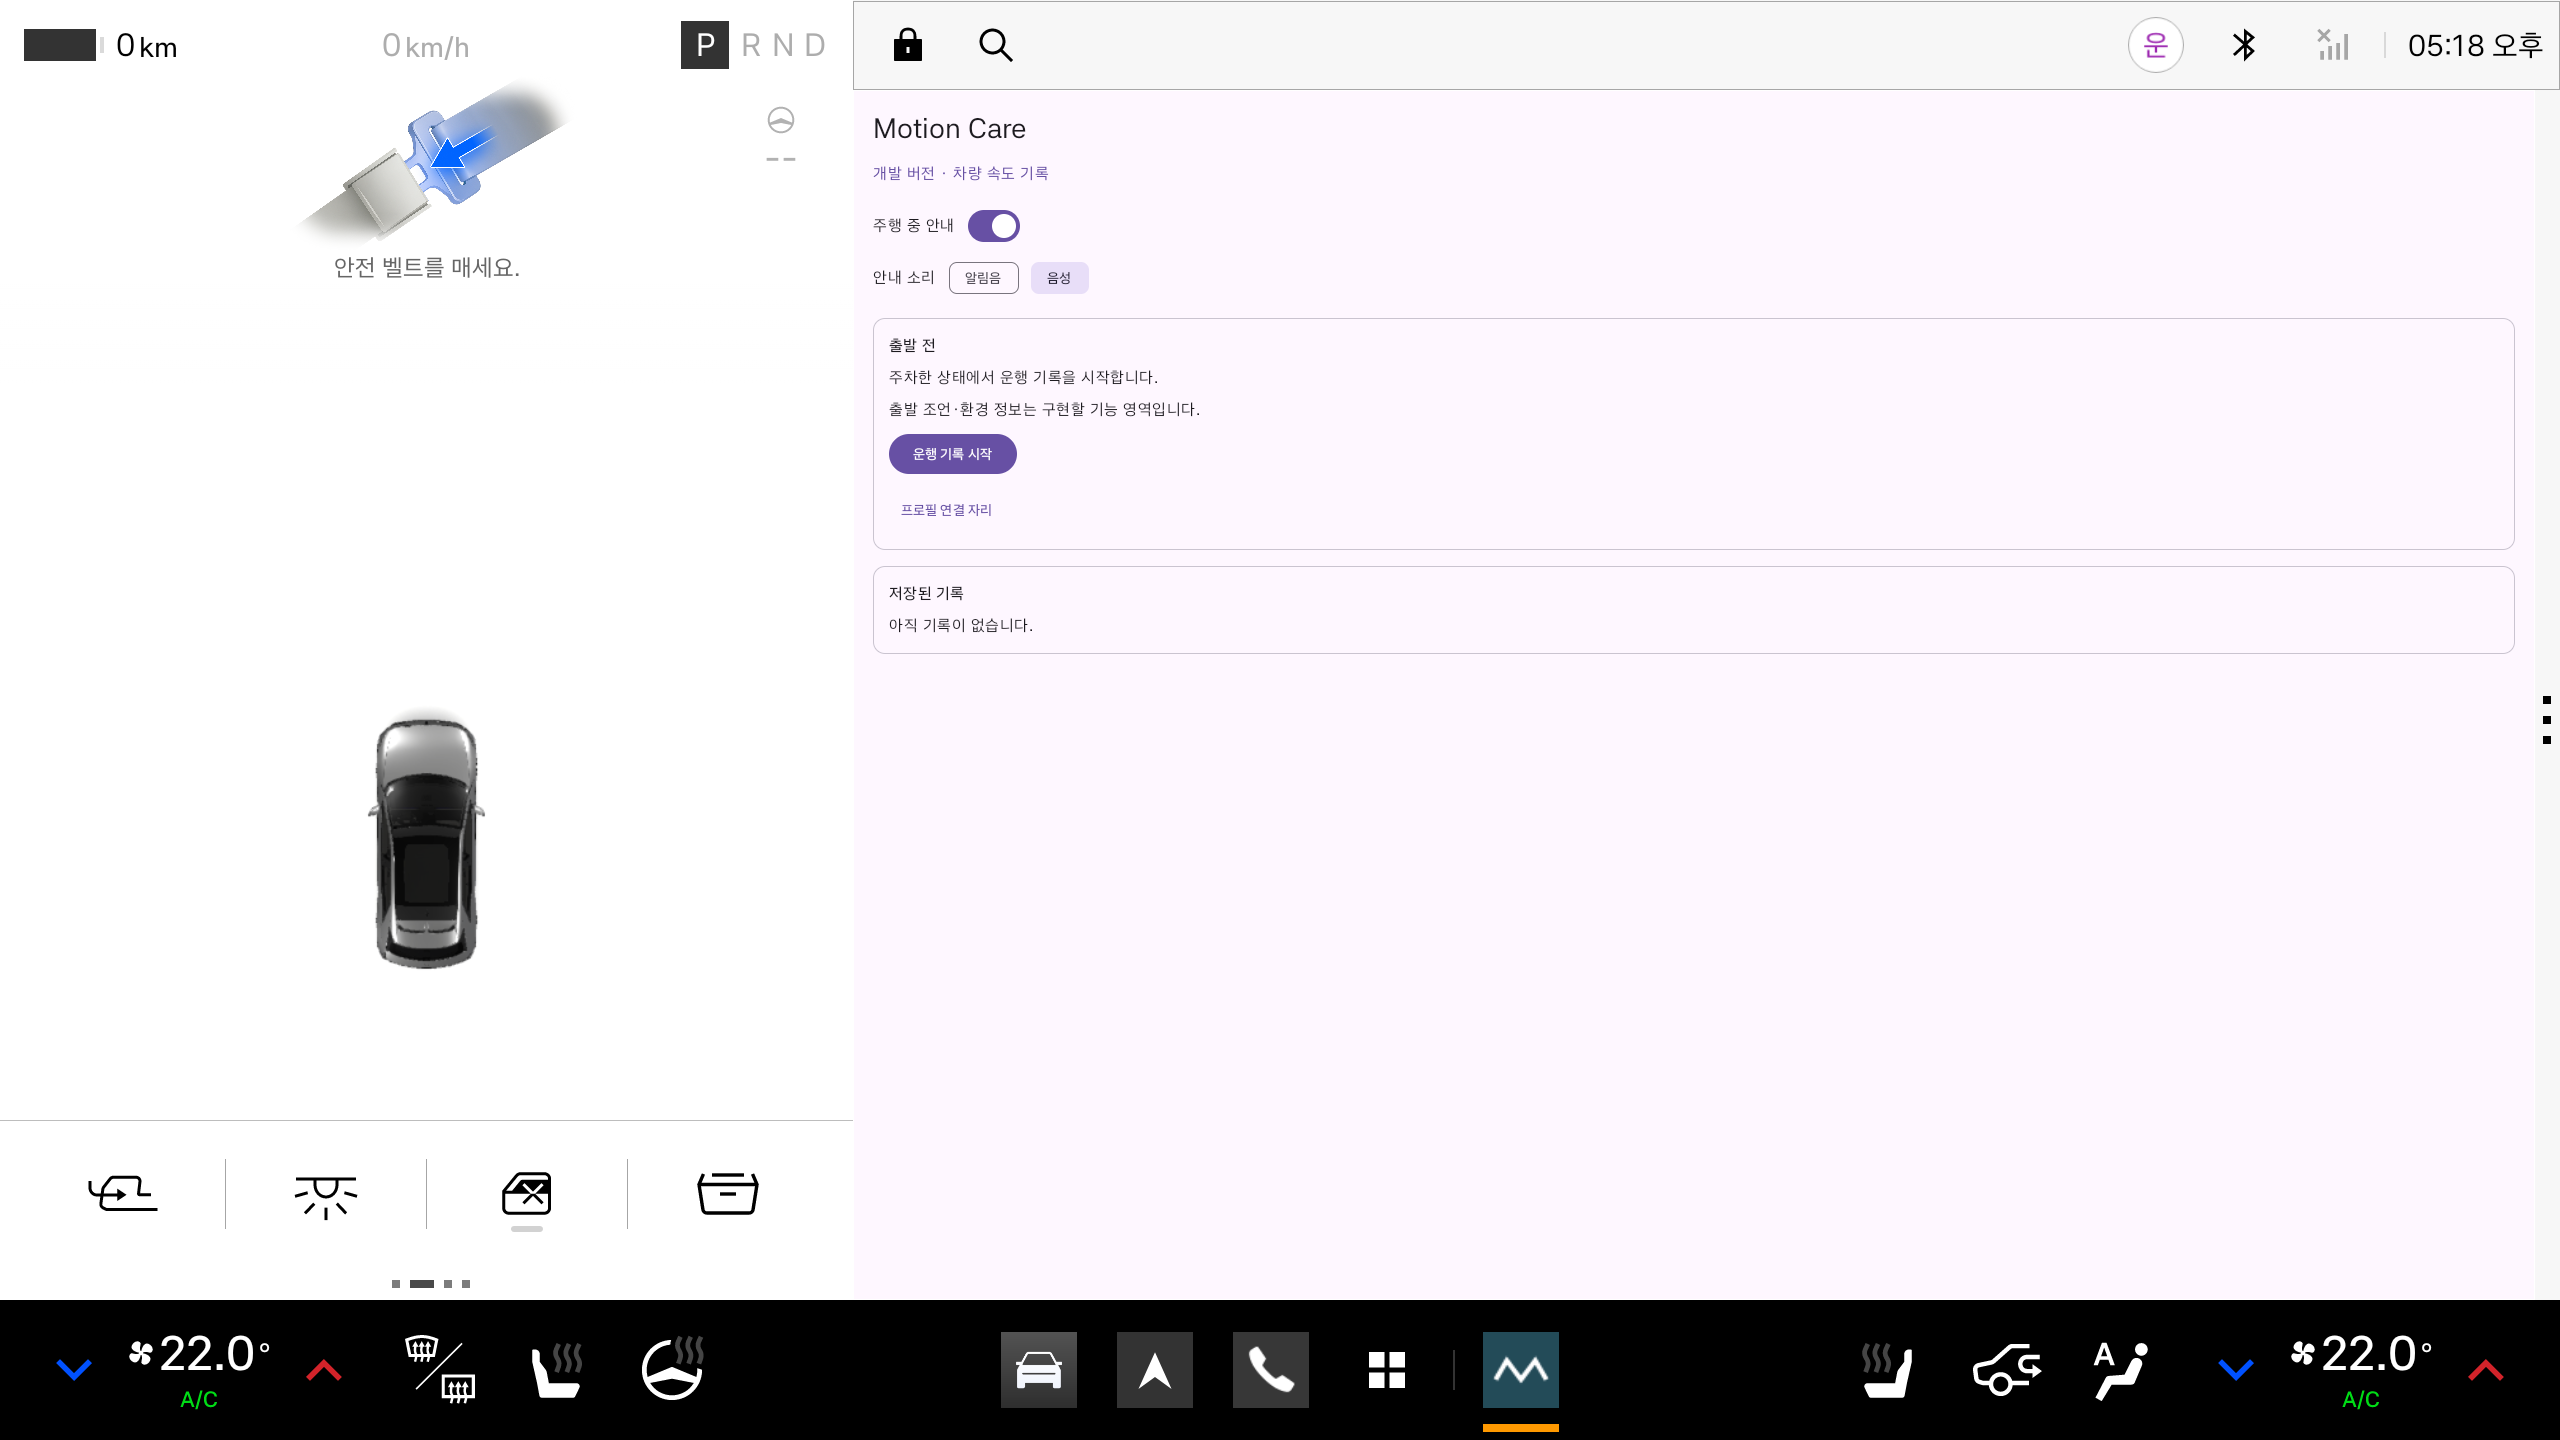 0 km
0 km/h
P R N D
안전 벨트를 매세요.
운
05:18 오후
Motion Care
개발 버전 · 차량 속도 기록
주행 중 안내
안내 소리 알림음 음성
출발 전
주차한 상태에서 운행 기록을 시작합니다.
출발 조언·환경 정보는 구현할 기능 영역입니다.
운행 기록 시작
프로필 연결 자리
저장된 기록
아직 기록이 없습니다.
22.0°
A/C
A
22.0°
A/C